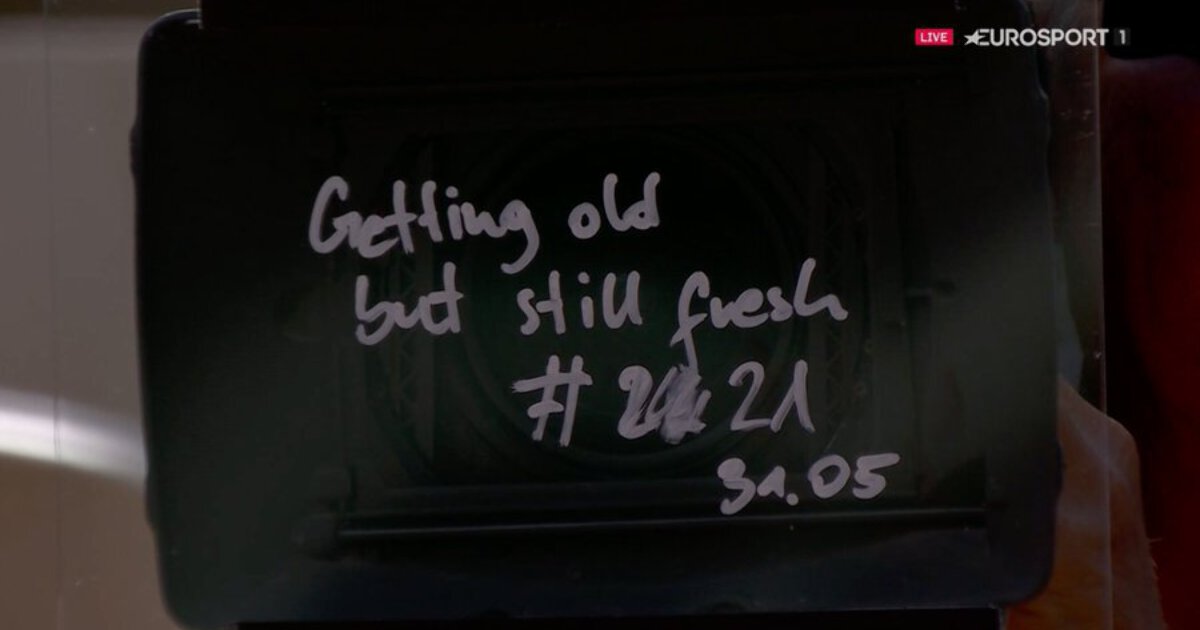 LIVE EUROSPORT 1
Getting old
but still fresh
# 21
31.05